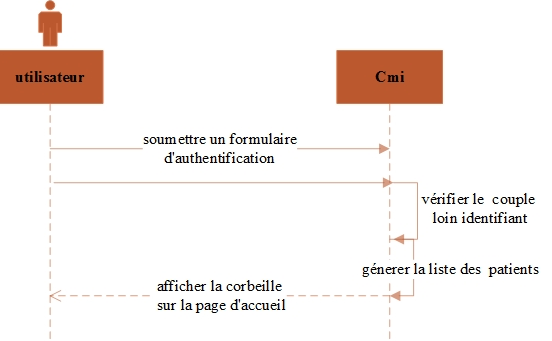 utilisateur
Cmi
soumettre un formulaire
d'authentification
vérifier le couple
loin identifiant
génerer la liste des patients
afficher la corbeille
sur la page d'accueil